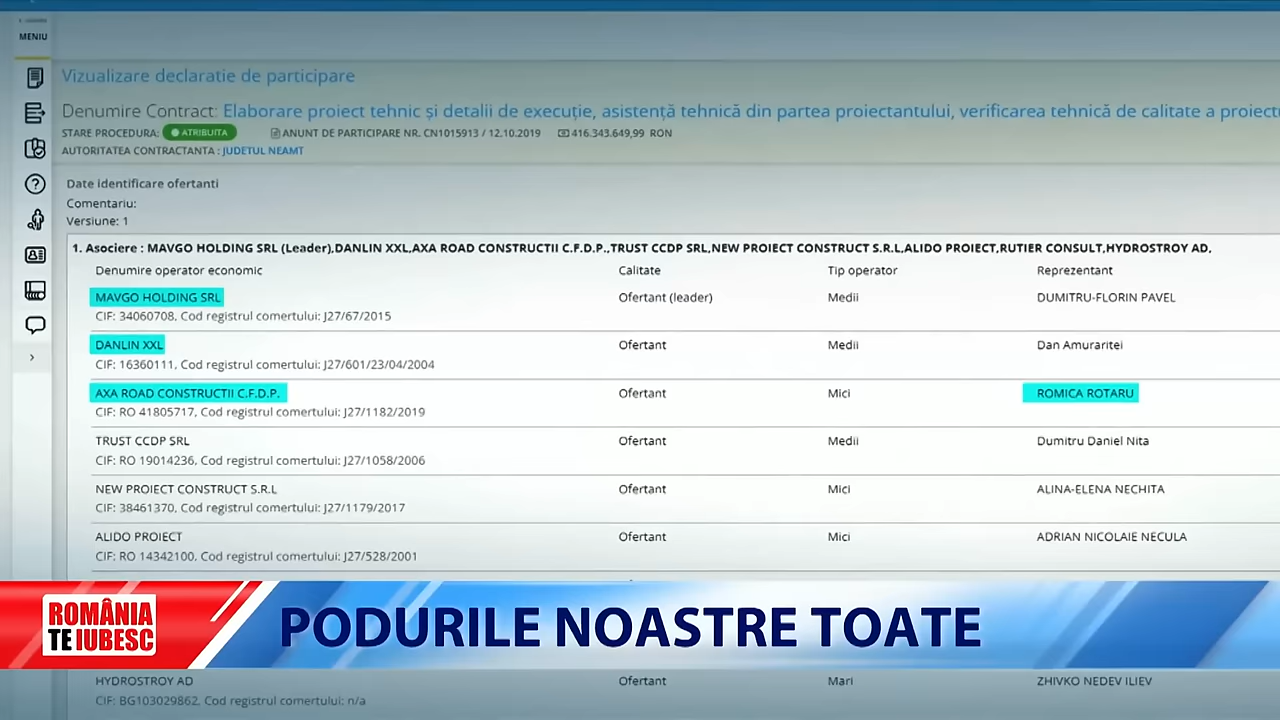 MENIU
Vizualizare declaratie de participare
Denumire Contract: Elaborare proiect tehnic și detalii de execuție, asistență tehnică din partea proiectantului, verificarea tehnică de calitate a proiect
STARE PROCEDURA: ATRIBUITA ANUNT DE PARTICIPARE NR. CN1015913 / 12.10.2019 416.343.649,99 RON
AUTORITATEA CONTRACTANTA : JUDETUL NEAMT
Date identificare ofertanti
Comentariu:
Versiune: 1
1. Asociere : MAVGO HOLDING SRL (Leader),DANLIN XXL,AXA ROAD CONSTRUCTII C.F.D.P.,TRUST CCDP SRL,NEW PROIECT CONSTRUCT S.R.L,ALIDO PROIECT,RUTIER CONSULT,HYDROSTROY AD,
Denumire operator economic Calitate Tip operator Reprezentant
MAVGO HOLDING SRL Ofertant (leader) Medii DUMITRU-FLORIN PAVEL
CIF: 34060708, Cod registrul comertului: J27/67/2015
DANLIN XXL Ofertant Medii Dan Amuraritei
CIF: 16360111, Cod registrul comertului: J27/601/23/04/2004
AXA ROAD CONSTRUCTII C.F.D.P. Ofertant Mici ROMICA ROTARU
CIF: RO 41805717, Cod registrul comertului: J27/1182/2019
TRUST CCDP SRL Ofertant Medii Dumitru Daniel Nita
CIF: RO 19014236, Cod registrul comertului: J27/1058/2006
NEW PROIECT CONSTRUCT S.R.L Ofertant Mici ALINA-ELENA NECHITA
CIF: 38461370, Cod registrul comertului: J27/1179/2017
ALIDO PROIECT Ofertant Mici ADRIAN NICOLAIE NECULA
CIF: RO 14342100, Cod registrul comertului: J27/528/2001
ROMÂNIA
TE IUBESC
PODURILE NOASTRE TOATE
HYDROSTROY AD Ofertant Mari ZHIVKO NEDEV ILIEV
CIF: BG103029862, Cod registrul comertului: n/a